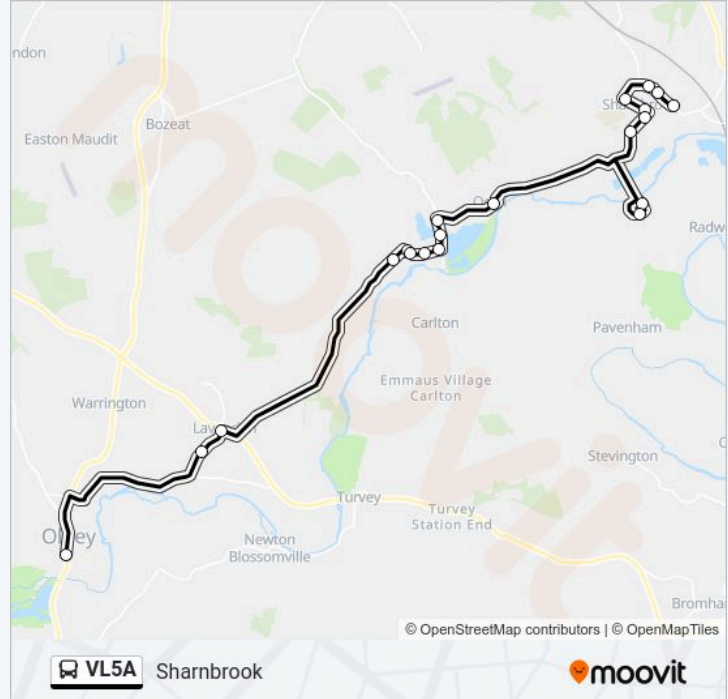 ndon
Bozeat
Easton Maudit
Radw
Carlton
Pavenham
Emmaus Village
Carlton
Warrington
Lav
Stevington
Turvey
Turvey
Station End
Newton
Blossomville
Bromha
© OpenStreetMap contributors | © OpenMapTiles
VL5A Sharnbrook
moovit